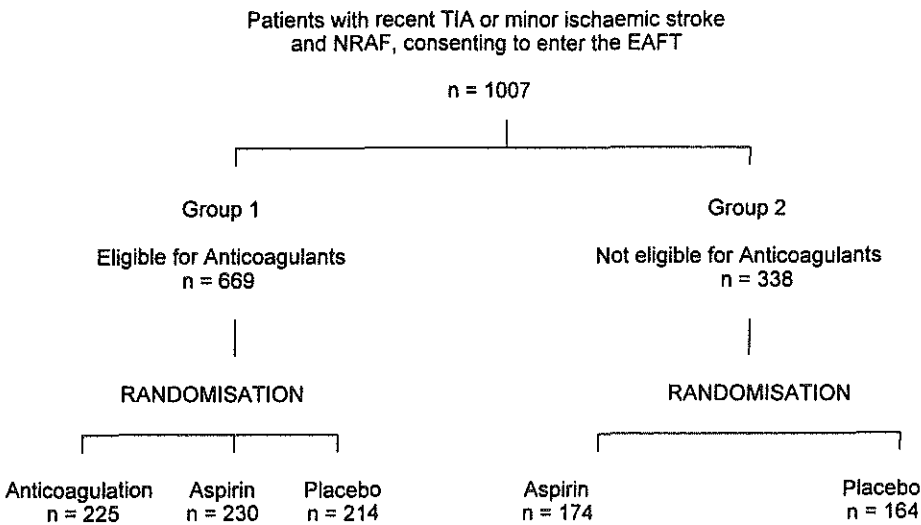 Patients with recent TIA or minor ischaemic stroke
and NRAF, consenting to enter the EAFT
n = 1007
Group 1
Eligible for Anticoagulants
n = 669
RANDOMISATION
Anticoagulation
n = 225
Aspirin
n = 230
Placebo
n = 214
Group 2
Not eligible for Anticoagulants
n = 338
RANDOMISATION
Aspirin
n = 174
Placebo
n = 164